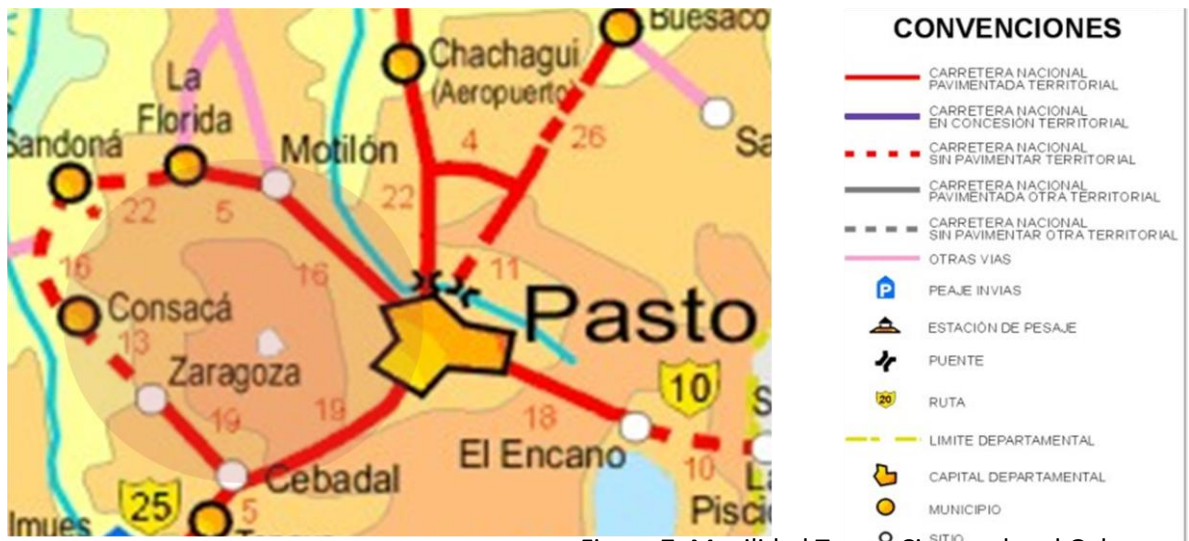 Buesaco
Chachagui
(Aeropuerto)
La
Florida
Sandoná
Motilón
4
26
22
22
5
16
16
11
Consacá
13
Pasto
Zaragoza
10
19
19
18
El Encano
10
Cebadal
25
5
CONVENCIONES
CARRETERA NACIONAL
PAVIMENTADA TERRITORIAL
CARRETERA NACIONAL
EN CONCESIÓN TERRITORIAL
CARRETERA NACIONAL
SIN PAVIMENTAR TERRITORIAL
CARRETERA NACIONAL
PAVIMENTADA OTRA TERRITORIAL
CARRETERA NACIONAL
SIN PAVIMENTAR OTRA TERRITORIAL
OTRAS VIAS
P
PEAJE INVIAS
ESTACIÓN DE PESAJE
PUENTE
20
RUTA
LIMITE DEPARTAMENTAL
CAPITAL DEPARTAMENTAL
MUNICIPIO
SITIO